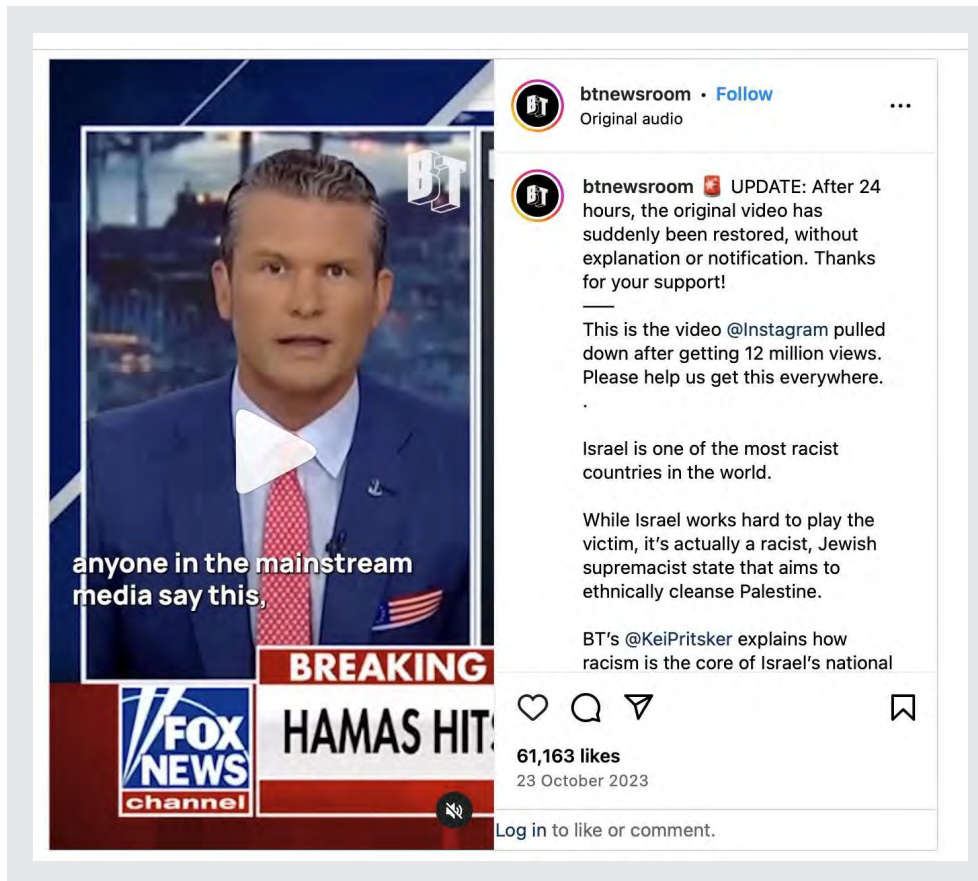 BT
anyone in the mainstream
media say this,
BREAKING
HAMAS HITS
FOX
NEWS
channel
BT
btnewsroom • Follow
Original audio
...
BT
btnewsroom 🚨 UPDATE: After 24
hours, the original video has
suddenly been restored, without
explanation or notification. Thanks
for your support!
——
This is the video @Instagram pulled
down after getting 12 million views.
Please help us get this everywhere.
.
Israel is one of the most racist
countries in the world.
While Israel works hard to play the
victim, it's actually a racist, Jewish
supremacist state that aims to
ethnically cleanse Palestine.
BT's @KeiPritsker explains how
racism is the core of Israel's national
61,163 likes
23 October 2023
Log in to like or comment.